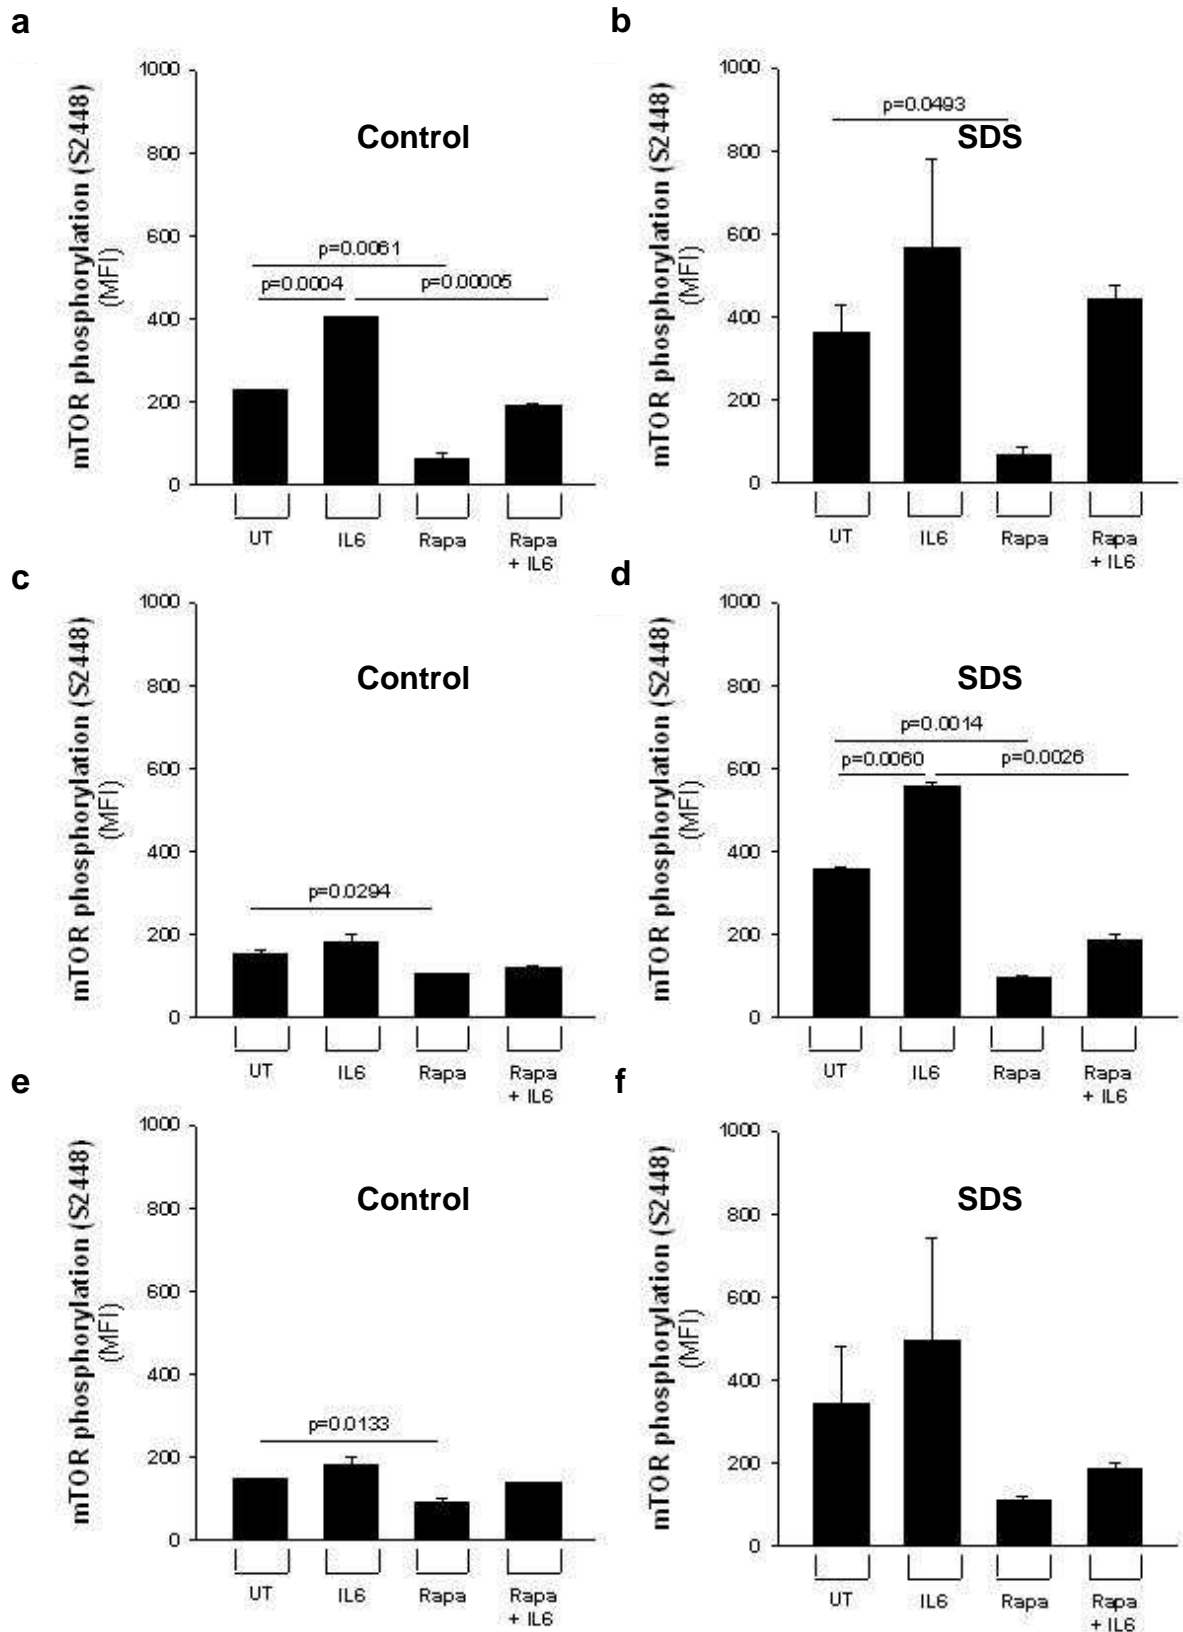 a
mTOR phosphorylation (S2448)
(MFI)
1000
800
600
400
200
0
Control
p=0.0061
p=0.0004
p=0.00005
UT
IL6
Rapa
Rapa
+ IL6
b
mTOR phosphorylation (S2448)
(MFI)
1000
800
600
400
200
0
p=0.0493
SDS
UT
IL6
Rapa
Rapa
+ IL6
c
mTOR phosphorylation (S2448)
(MFI)
1000
800
600
400
200
0
Control
p=0.0294
UT
IL6
Rapa
Rapa
+ IL6
d
mTOR phosphorylation (S2448)
(MFI)
1000
800
600
400
200
0
SDS
p=0.0014
p=0.0060
p=0.0026
UT
IL6
Rapa
Rapa
+ IL6
e
mTOR phosphorylation (S2448)
(MFI)
1000
800
600
400
200
0
Control
p=0.0133
UT
IL6
Rapa
Rapa
+ IL6
f
mTOR phosphorylation (S2448)
(MFI)
1000
800
600
400
200
0
SDS
UT
IL6
Rapa
Rapa
+ IL6